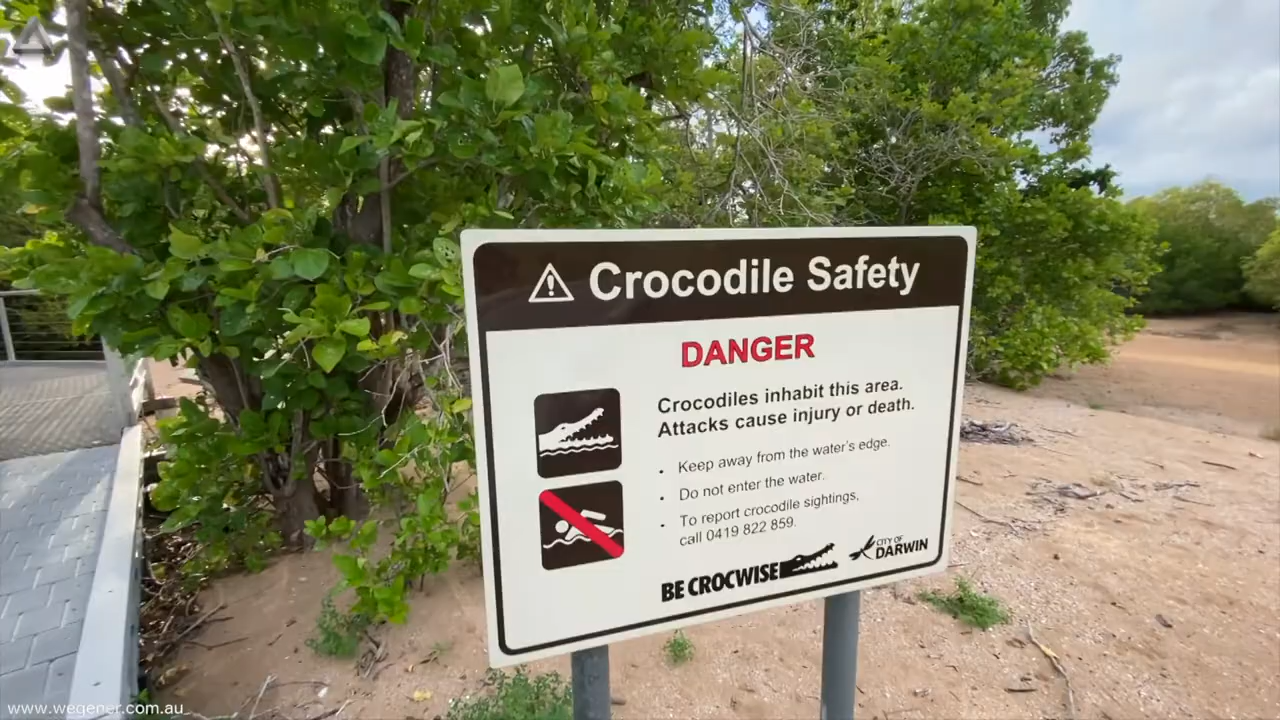 Crocodile Safety
DANGER
Crocodiles inhabit this area.
Attacks cause injury or death.
• Keep away from the water's edge.
• Do not enter the water.
• To report crocodile sightings,
call 0419 822 859.
BE CROCWISE
CITY OF
DARWIN
www.wegener.com.au